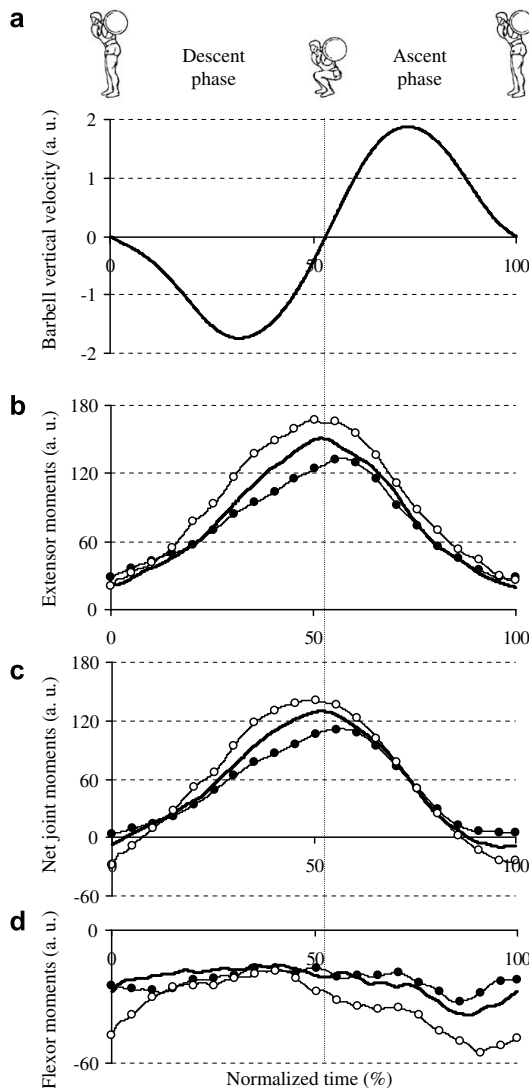 a
Descent phase
Ascent phase
Barbell vertical velocity (a. u.)
2
1
0
-1
-2
0
50
100
b
Extensor moments (a. u.)
180
120
60
0
0
50
100
c
Net joint moments (a. u.)
180
120
60
0
-60
0
50
100
d
Flexor moments (a. u.)
0
-60
0
50
100
Normalized time (%)